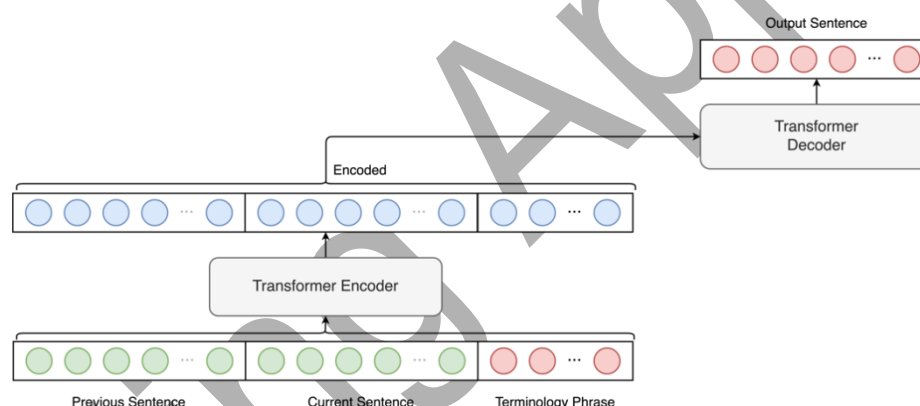 Output Sentence
...
Transformer
Decoder
Encoded
... ... ...
Transformer Encoder
... ... ...
Previous Sentence Current Sentence Terminology Phrase